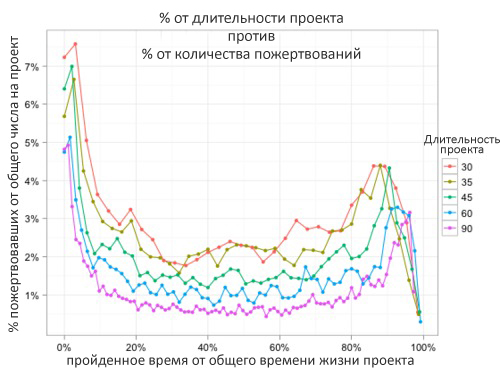 % от длительности проекта
против
% от количества пожертвований
% пожертвовавших от общего числа на проект
7%
6%
5%
4%
3%
2%
1%
Длительность
проекта
30
35
45
60
90
0%
20%
40%
60%
80%
100%
пройденное время от общего времени жизни проекта